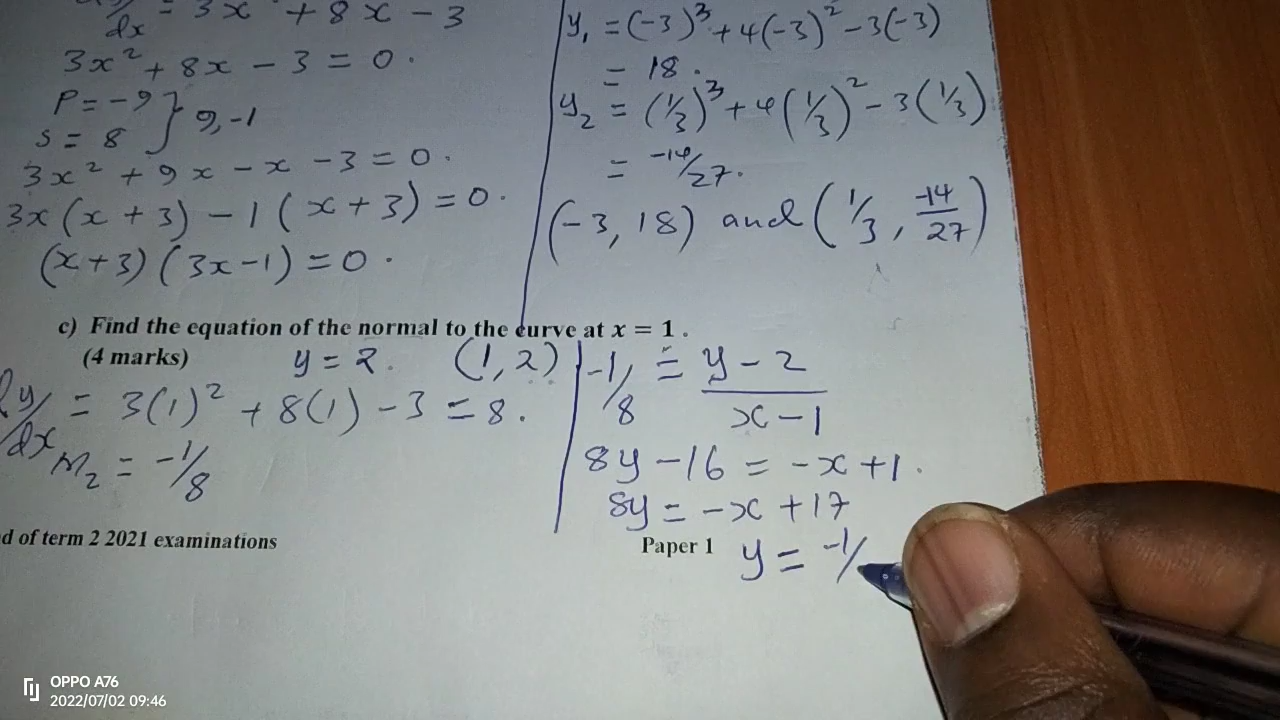 dy/dx = 3x² + 8x - 3
3x² + 8x - 3 = 0.
P = -9
S = 8 } 9, -1
3x² + 9x - x - 3 = 0.
3x(x + 3) - 1(x + 3) = 0.
(x+3)(3x-1) = 0.
y₁ = (-3)³ + 4(-3)² - 3(-3)
= 18.
y₂ = (1/3)³ + 4(1/3)² - 3(1/3)
= -14/27.
(-3, 18) and (1/3, -14/27)
c) Find the equation of the normal to the curve at x = 1.
(4 marks)
y = 2. (1, 2)
dy/dx = 3(1)² + 8(1) - 3 = 8.
m₂ = -1/8
-1/8 = y - 2 / x - 1
8y - 16 = -x + 1.
8y = -x + 17
y = -1/
d of term 2 2021 examinations
Paper 1
OPPO A76
2022/07/02 09:46